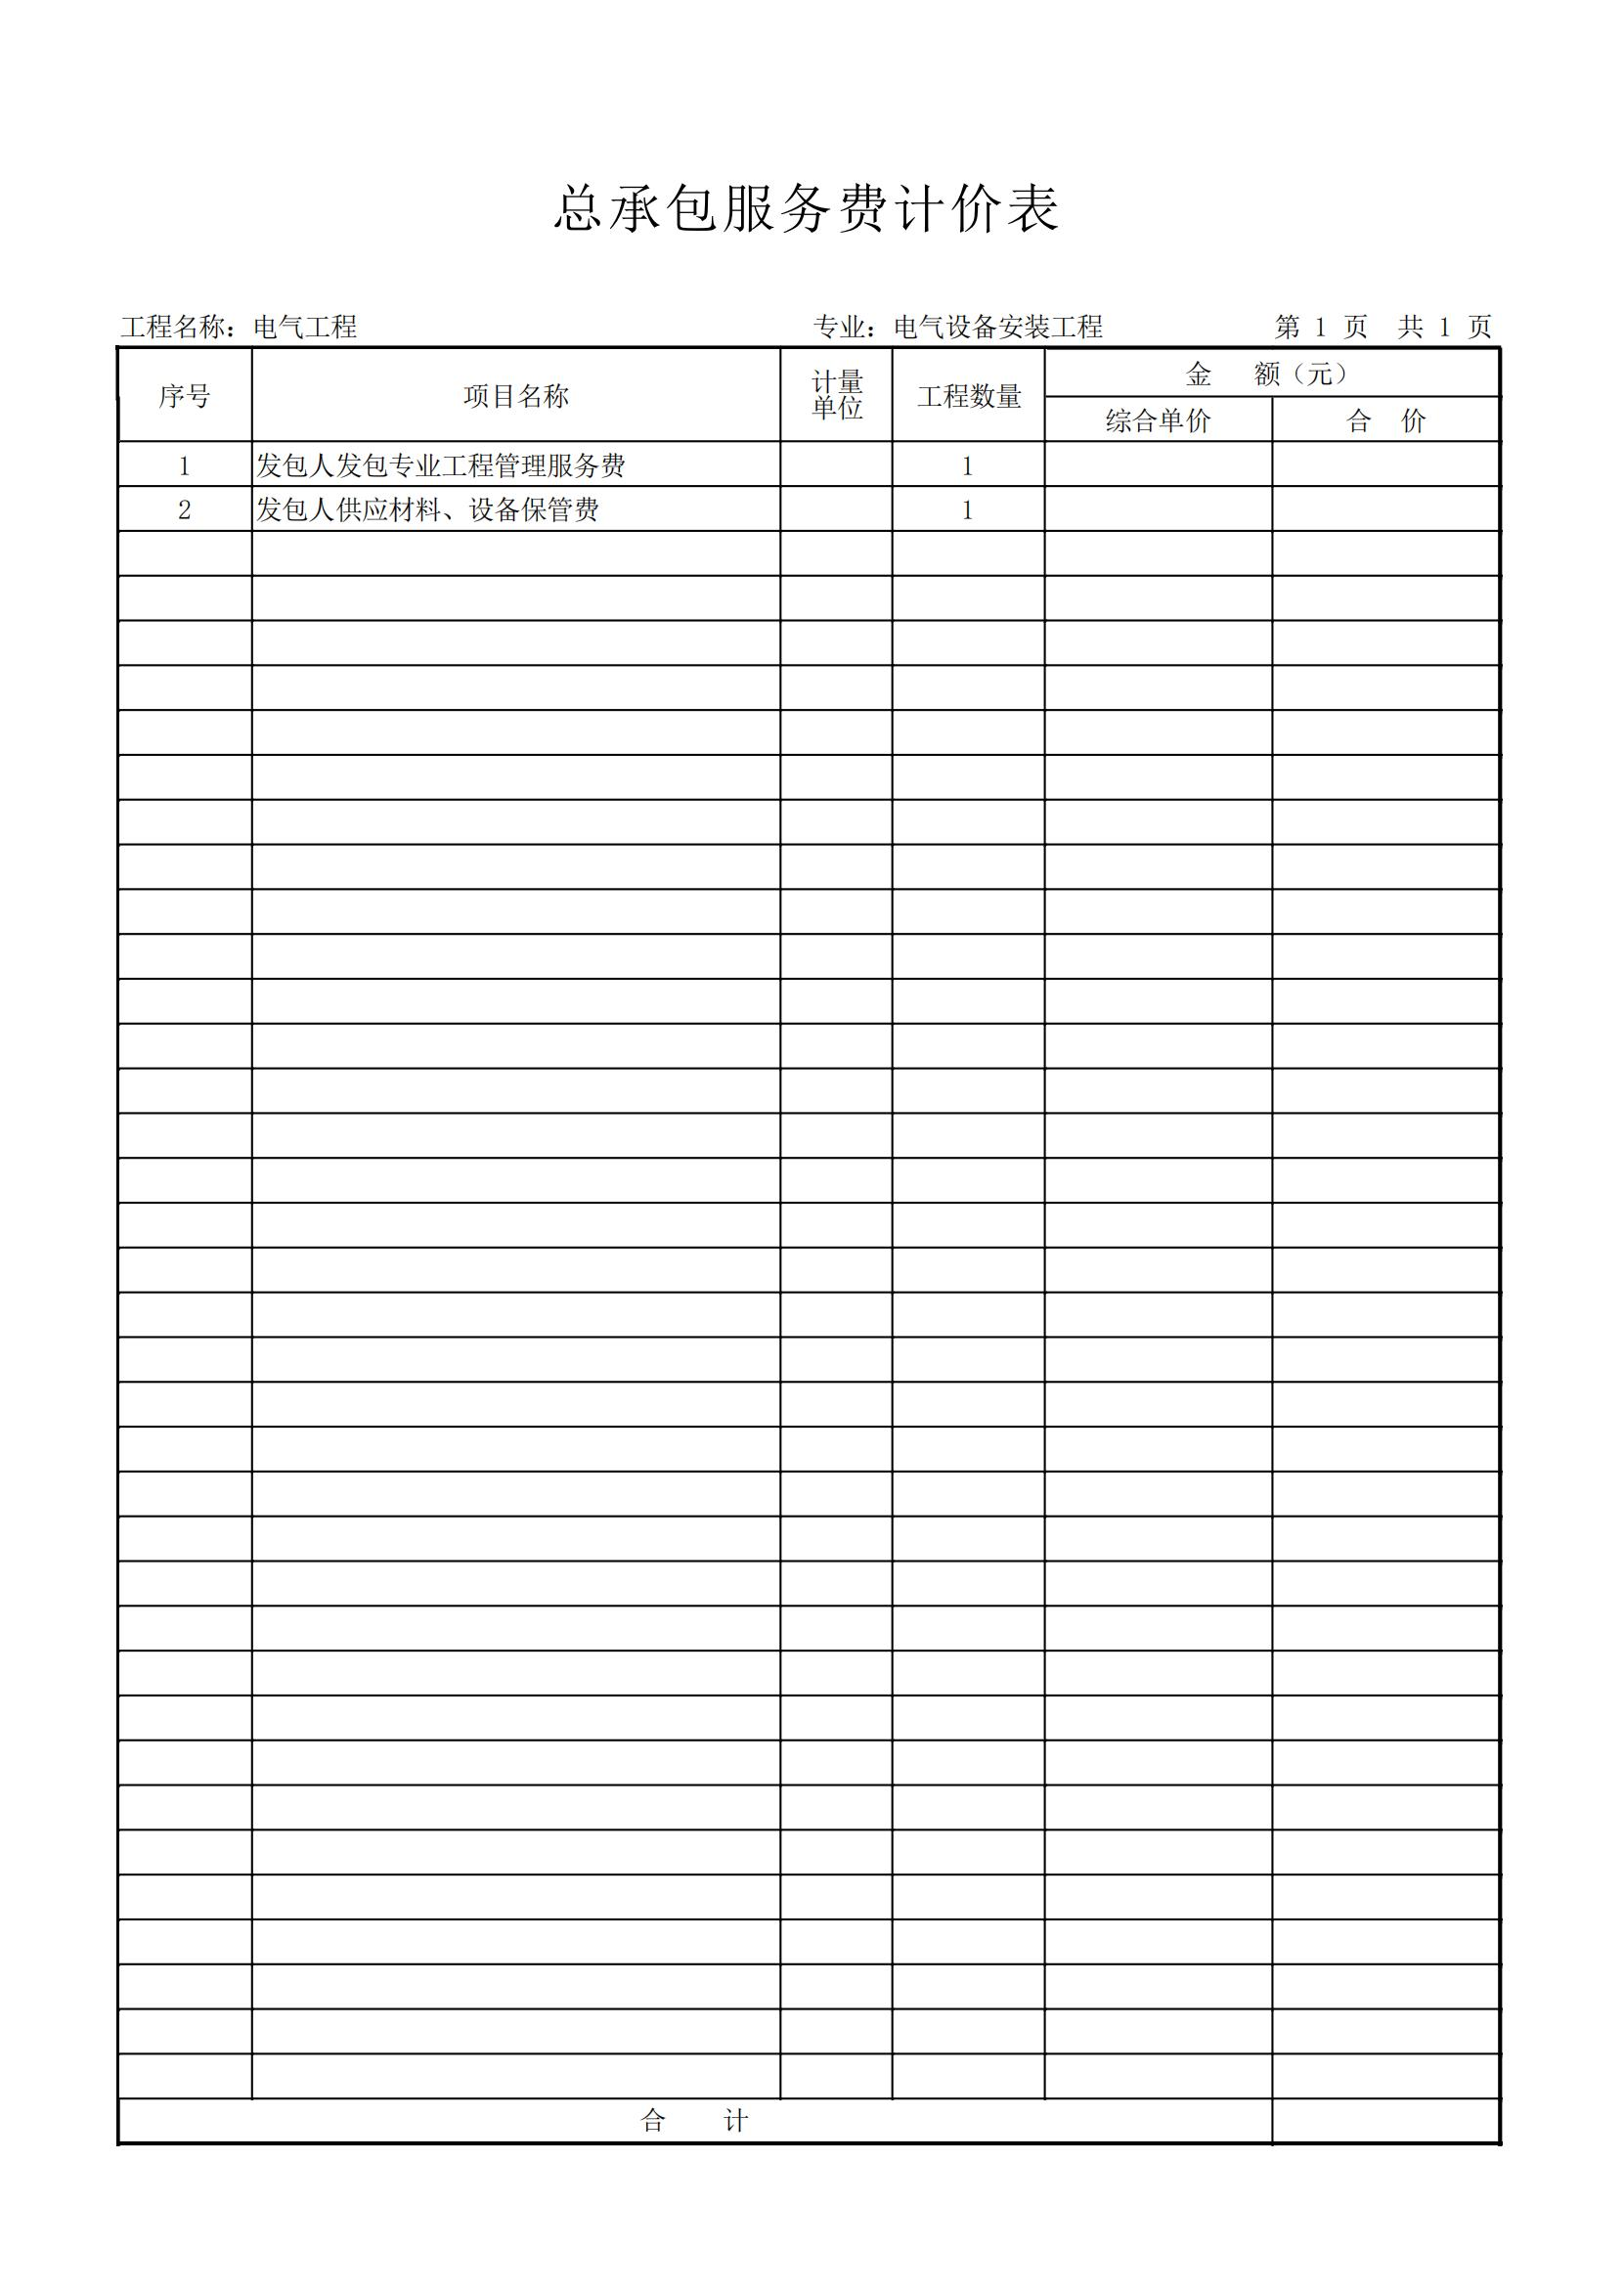 总承包服务费计价表
工程名称：电气工程 专业：电气设备安装工程 第 1 页 共 1 页
序号 项目名称 计量单位 工程数量 金 额（元）
综合单价 合 价
1 发包人发包专业工程管理服务费 1
2 发包人供应材料、设备保管费 1
合 计